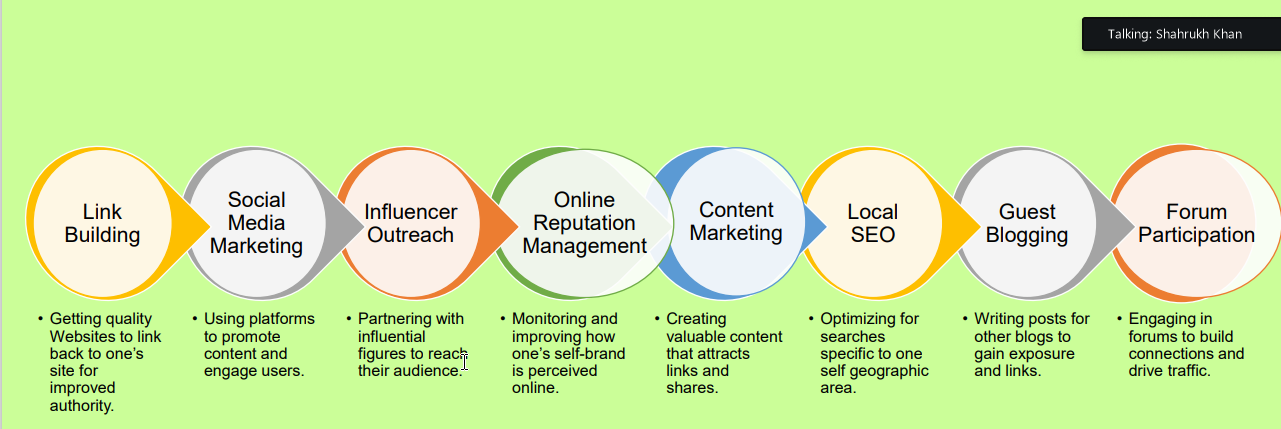 Talking: Shahrukh Khan
Link
Building
Social
Media
Marketing
Influencer
Outreach
Online
Reputation
Management
Content
Marketing
Local
SEO
Guest
Blogging
Forum
Participation
• Getting quality
Websites to link
back to one’s
site for
improved
authority.
• Using platforms
to promote
content and
engage users.
• Partnering with
influential
figures to reach
their audience.
• Monitoring and
improving how
one’s self-brand
is perceived
online.
• Creating
valuable content
that attracts
links and
shares.
• Optimizing for
searches
specific to one
self geographic
area.
• Writing posts for
other blogs to
gain exposure
and links.
• Engaging in
forums to build
connections and
drive traffic.